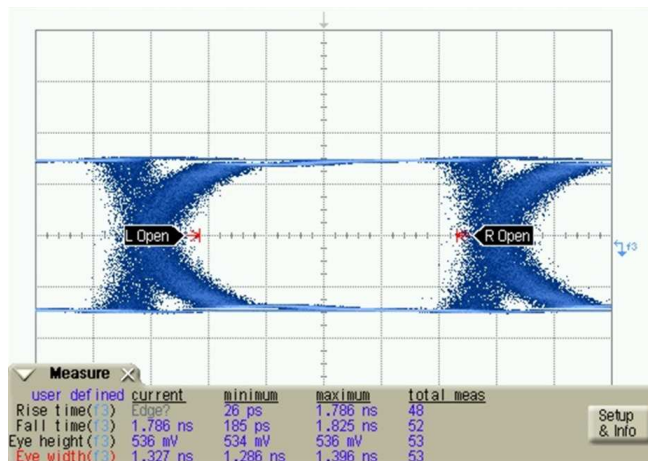 L Open
R Open
f3
Measure
user defined current minimum maximum total meas
Rise time(f3) Edge? 26 ps 1.786 ns 48
Fall time(f3) 1.786 ns 185 ps 1.825 ns 52
Eye height(f3) 536 mV 534 mV 536 mV 53
Eye width(f3) 1.327 ns 1.286 ns 1.396 ns 53
Setup
& Info